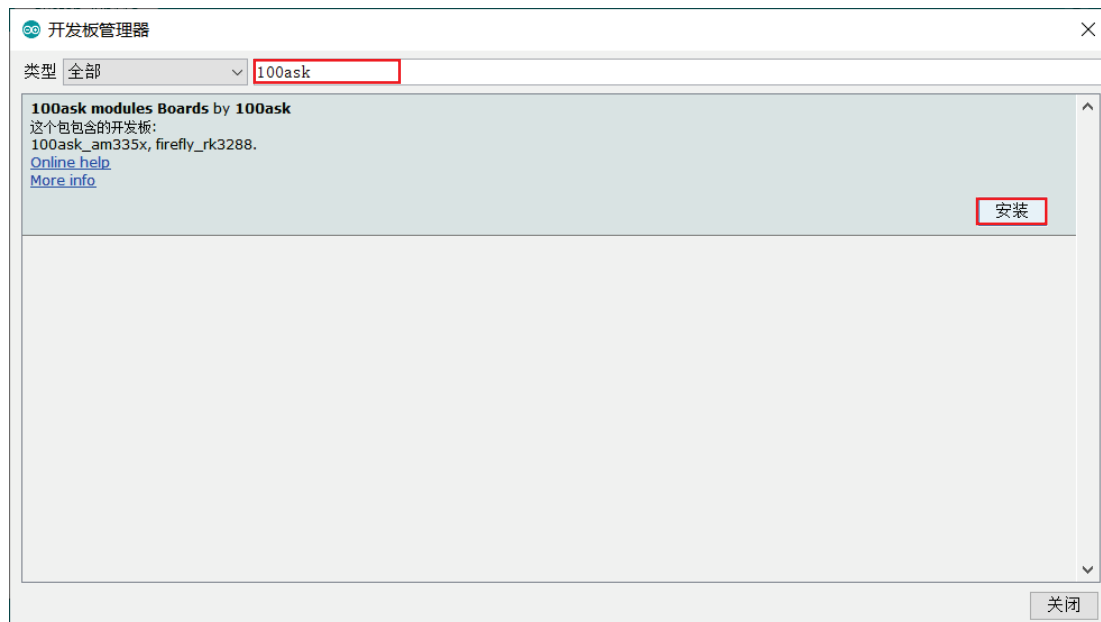 开发板管理器
类型 全部 100ask
100ask modules Boards by 100ask
这个包包含的开发板：
100ask_am335x, firefly_rk3288.
Online help
More info
安装
关闭